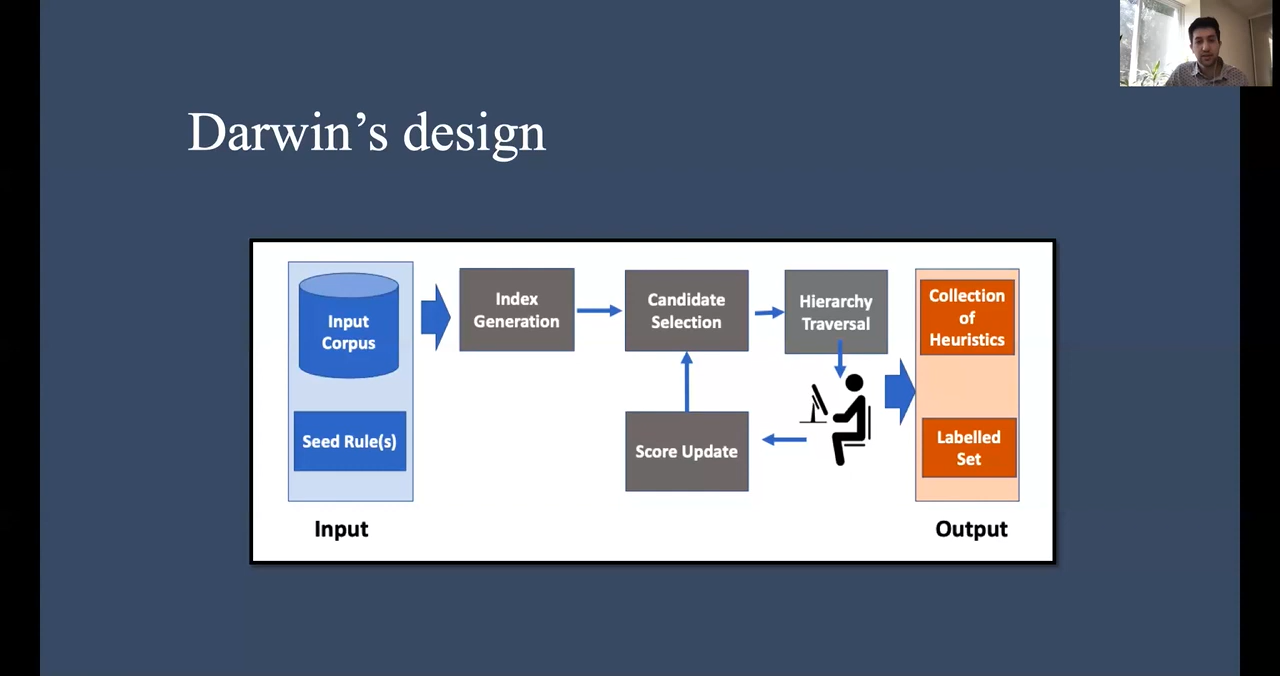 Darwin's design
Input
Corpus
Seed Rule(s)
Input
Index
Generation
Candidate
Selection
Hierarchy
Traversal
Score Update
Collection
of
Heuristics
Labelled
Set
Output